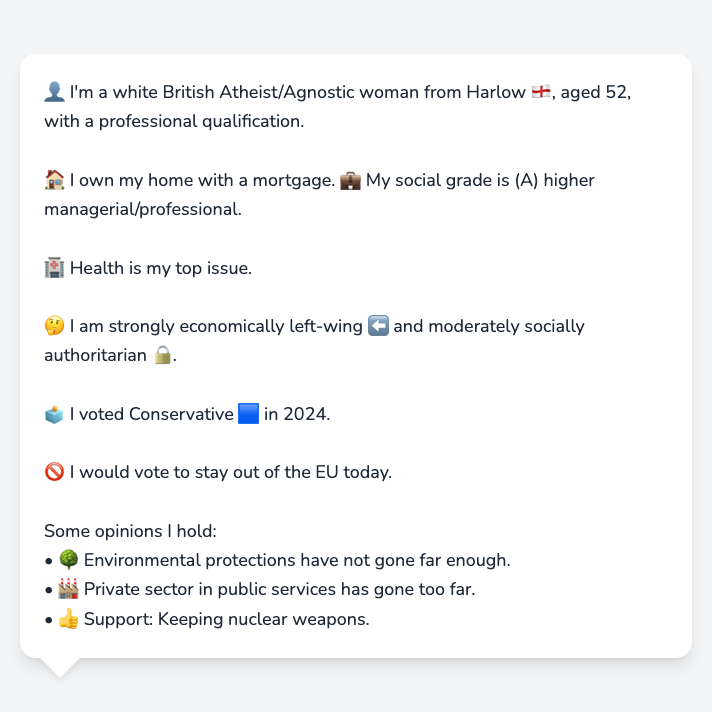 👤 I'm a white British Atheist/Agnostic woman from Harlow 🏴󠁧󠁢󠁥󠁮󠁧󠁿, aged 52,
with a professional qualification.
🏠 I own my home with a mortgage. 💼 My social grade is (A) higher
managerial/professional.
🏥 Health is my top issue.
🤔 I am strongly economically left-wing ⬅️ and moderately socially
authoritarian 🔒.
🗳️ I voted Conservative 🟦 in 2024.
🚫 I would vote to stay out of the EU today.
Some opinions I hold:
• 🌳 Environmental protections have not gone far enough.
• 🏭 Private sector in public services has gone too far.
• 👍 Support: Keeping nuclear weapons.